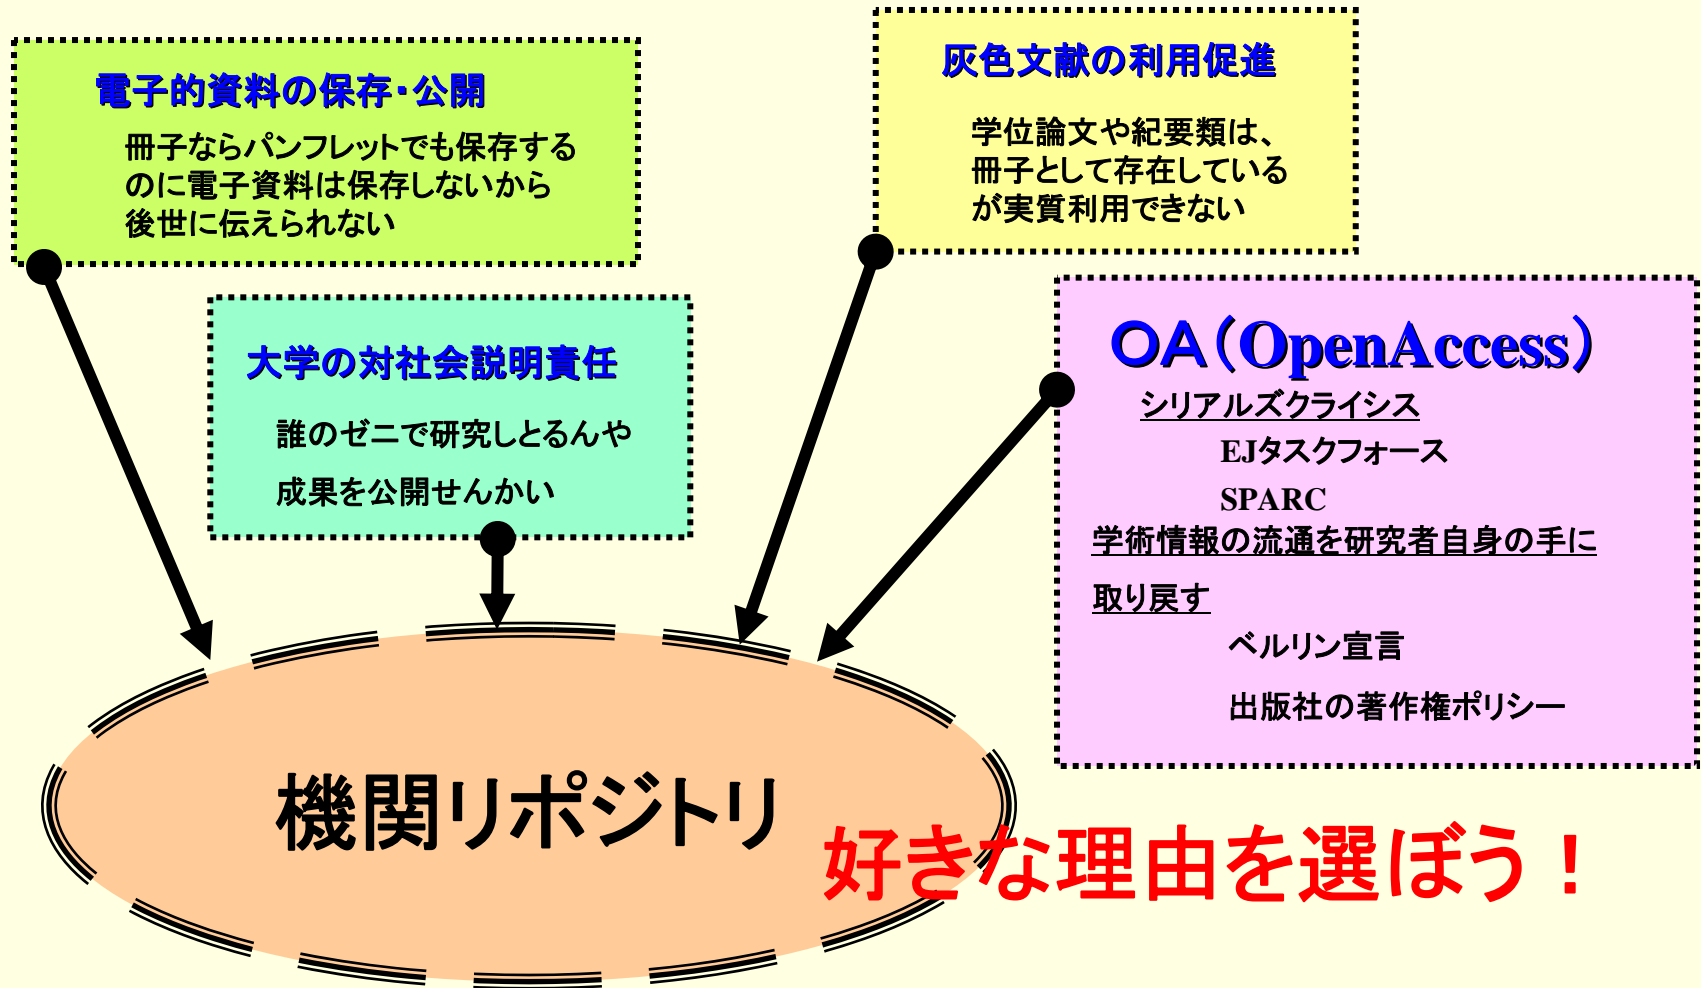 電子的資料の保存・公開
冊子ならパンフレットでも保存する
のに電子資料は保存しないから
後世に伝えられない
灰色文献の利用促進
学位論文や紀要類は、
冊子として存在している
が実質利用できない
大学の対社会説明責任
誰のゼニで研究しとるんや
成果を公開せんかい
OA（OpenAccess）
シリアルズクライシス
EJタスクフォース
SPARC
学術情報の流通を研究者自身の手に
取り戻す
ベルリン宣言
出版社の著作権ポリシー
機関リポジトリ
好きな理由を選ぼう！